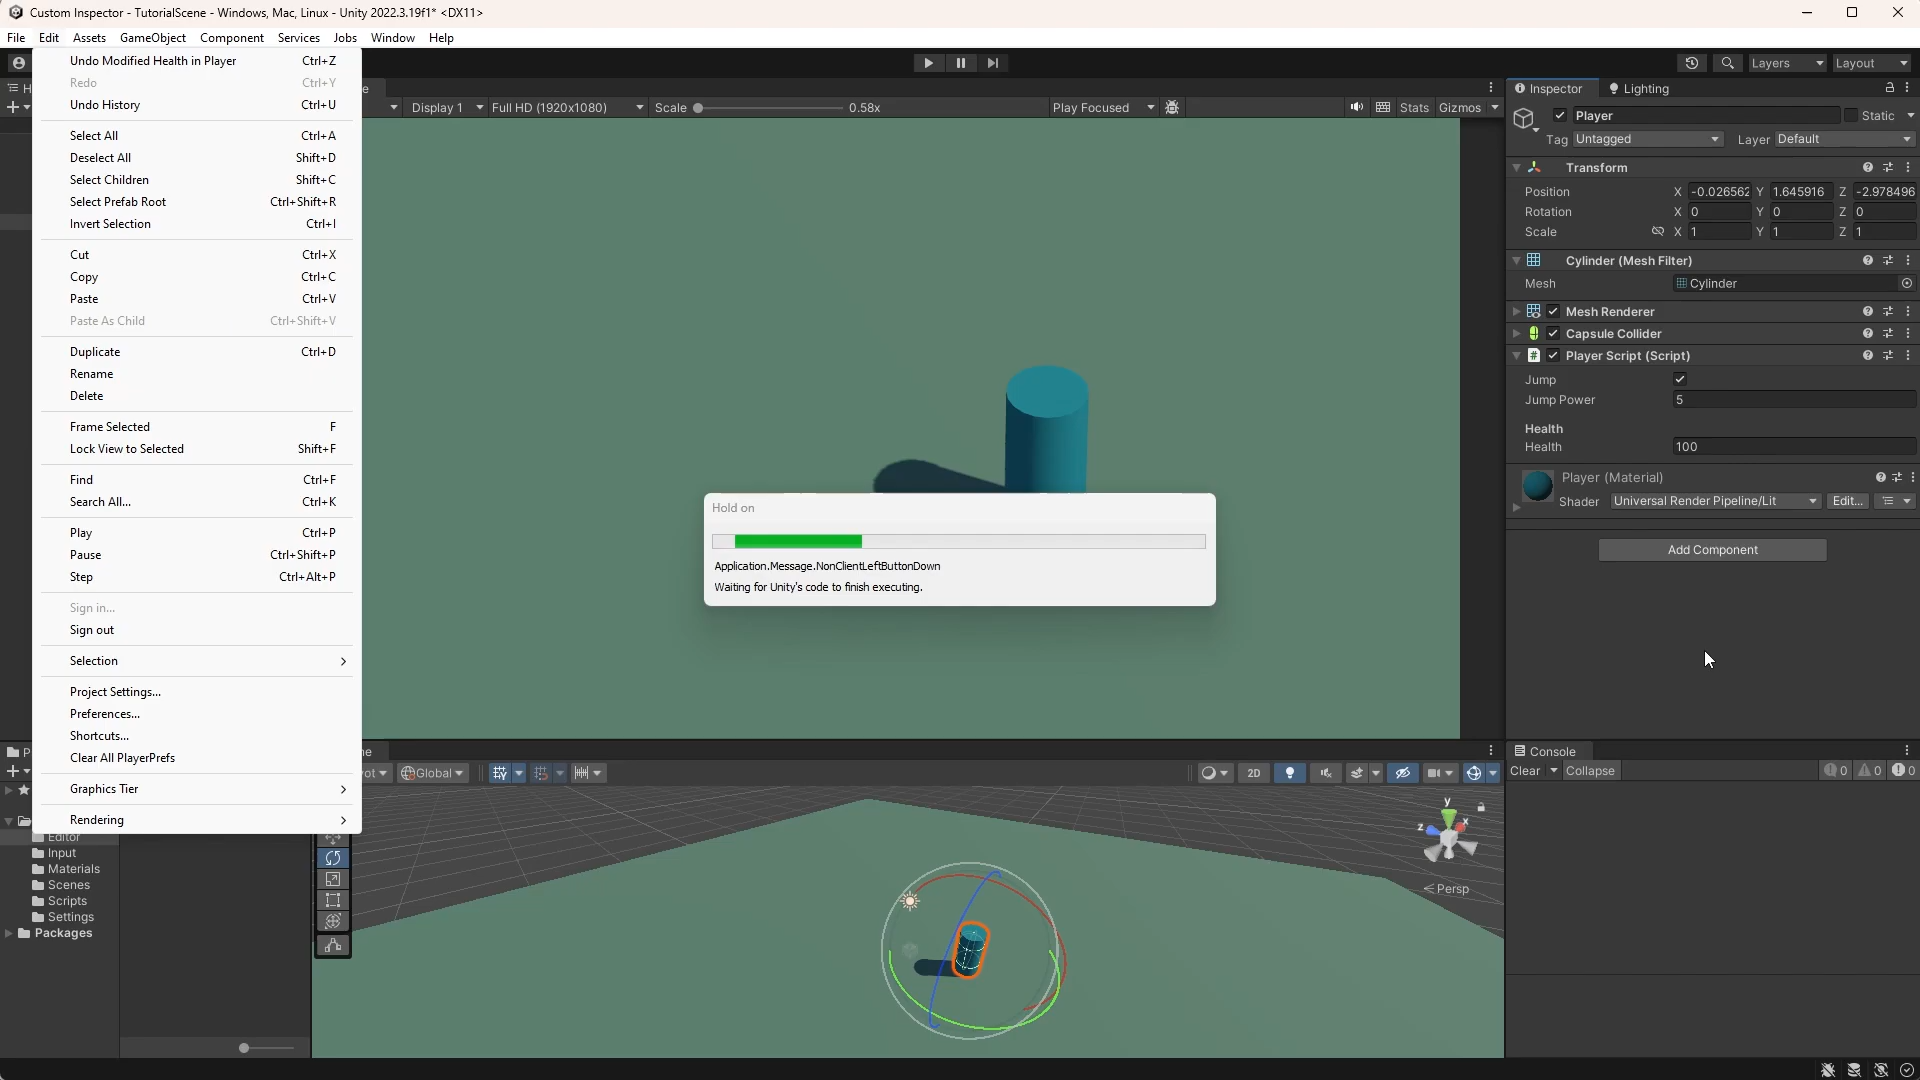 Custom Inspector - TutorialScene - Windows, Mac, Linux - Unity 2022.3.19f1* <DX11>
File Edit Assets GameObject Component Services Jobs Window Help
Layers Layout
Undo Modified Health in Player Ctrl+Z
Redo Ctrl+Y
Undo History Ctrl+U
Select All Ctrl+A
Deselect All Shift+D
Select Children Shift+C
Select Prefab Root Ctrl+Shift+R
Invert Selection Ctrl+I
Cut Ctrl+X
Copy Ctrl+C
Paste Ctrl+V
Paste As Child Ctrl+Shift+V
Duplicate Ctrl+D
Rename
Delete
Frame Selected F
Lock View to Selected Shift+F
Find Ctrl+F
Search All... Ctrl+K
Play Ctrl+P
Pause Ctrl+Shift+P
Step Ctrl+Alt+P
Sign in...
Sign out
Selection
Project Settings...
Preferences...
Shortcuts...
Clear All PlayerPrefs
Graphics Tier
Rendering
Display 1 Full HD (1920x1080) Scale 0.58x Play Focused Stats Gizmos
Hold on
Application.Message.NonClientLeftButtonDown
Waiting for Unity's code to finish executing.
Inspector Lighting
Player Static
Tag Untagged Layer Default
Transform
Position X -0.026562 Y 1.645916 Z -2.978496
Rotation X 0 Y 0 Z 0
Scale X 1 Y 1 Z 1
Cylinder (Mesh Filter)
Mesh Cylinder
Mesh Renderer
Capsule Collider
# Player Script (Script)
Jump
Jump Power 5
Health
Health 100
Player (Material)
Shader Universal Render Pipeline/Lit Edit...
Add Component
Global 2D
y
x
z
Persp
Editor
Input
Materials
Scenes
Scripts
Settings
Packages
Console
Clear Collapse 0 0 0